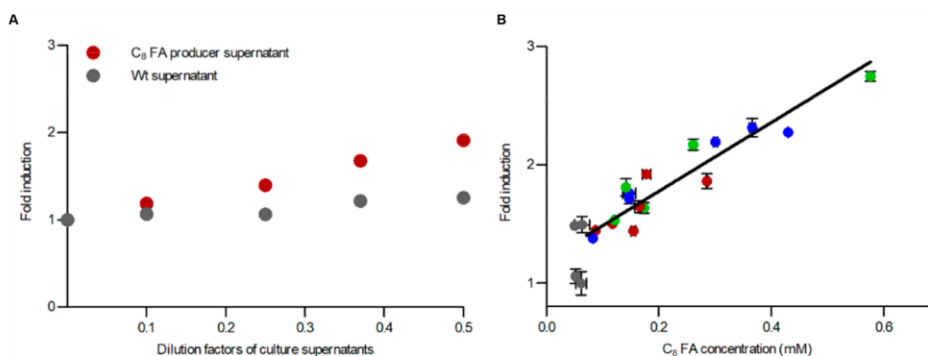 A
B
3
2
1
0
Fold induction
C₈ FA producer supernatant
Wt supernatant
0.1
0.2
0.3
0.4
0.5
Dilution factors of culture supernatants
3
2
1
Fold induction
0.0
0.2
0.4
0.6
C₈ FA concentration (mM)